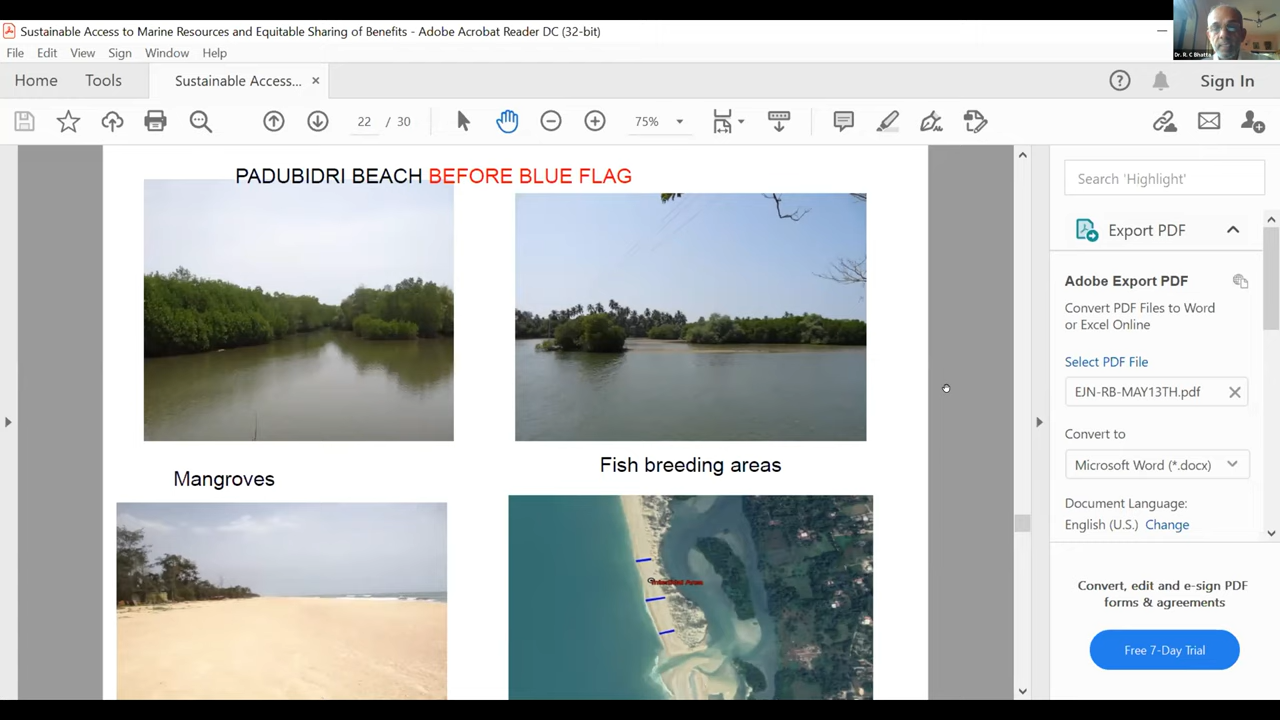 Sustainable Access to Marine Resources and Equitable Sharing of Benefits - Adobe Acrobat Reader DC (32-bit)
File Edit View Sign Window Help
Home Tools Sustainable Access... × Sign In
22 / 30 75%
PADUBIDRI BEACH BEFORE BLUE FLAG
Mangroves
Fish breeding areas
Search 'Highlight'
Export PDF
Adobe Export PDF
Convert PDF Files to Word
or Excel Online
Select PDF File
EJN-RB-MAY13TH.pdf
Convert to
Microsoft Word (*.docx)
Document Language:
English (U.S.) Change
Convert, edit and e-sign PDF
forms & agreements
Free 7-Day Trial
Dr. R. C Bhatta